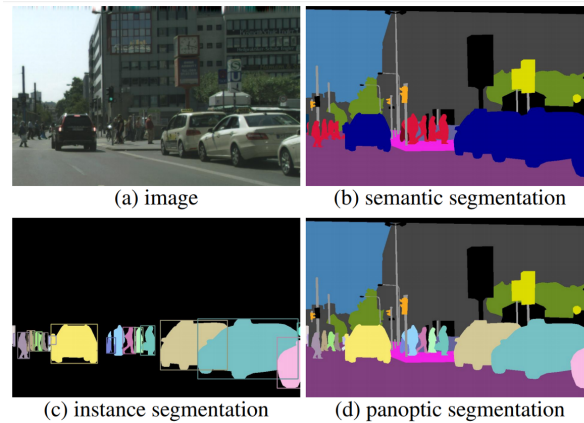 (a) image
(b) semantic segmentation
(c) instance segmentation
(d) panoptic segmentation